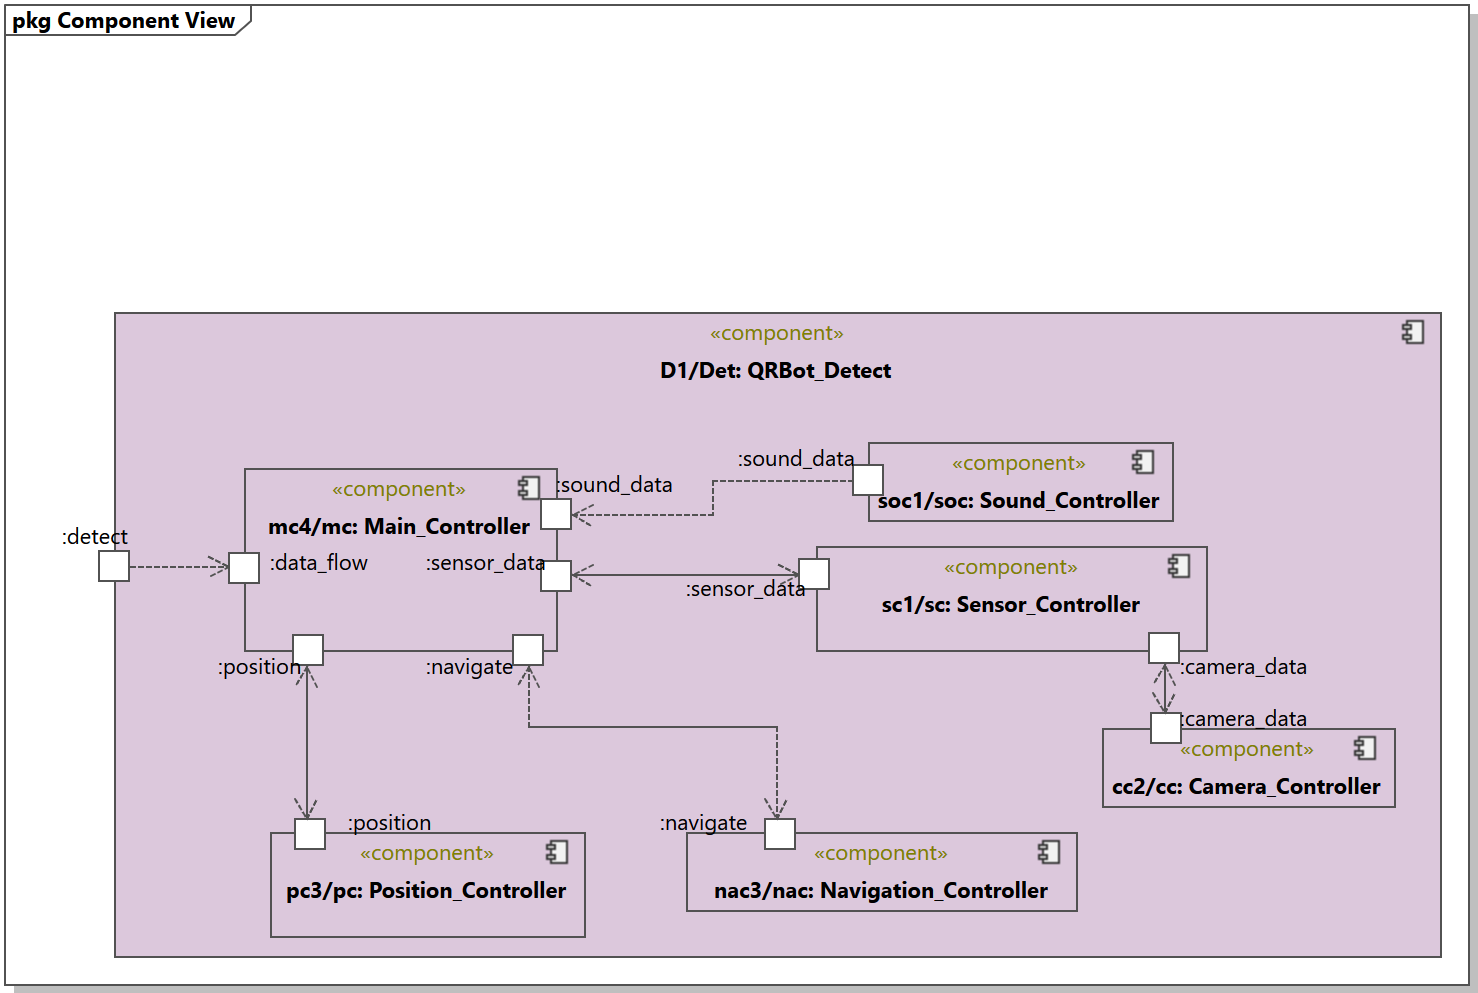 pkg Component View
«component»
D1/Det: QRBot_Detect
:sound_data
«component»
soc1/soc: Sound_Controller
«component»
:sound_data
mc4/mc: Main_Controller
:detect
:data_flow
:sensor_data
:sensor_data
«component»
sc1/sc: Sensor_Controller
:position
:navigate
:camera_data
:camera_data
«component»
cc2/cc: Camera_Controller
:position
«component»
pc3/pc: Position_Controller
:navigate
«component»
nac3/nac: Navigation_Controller